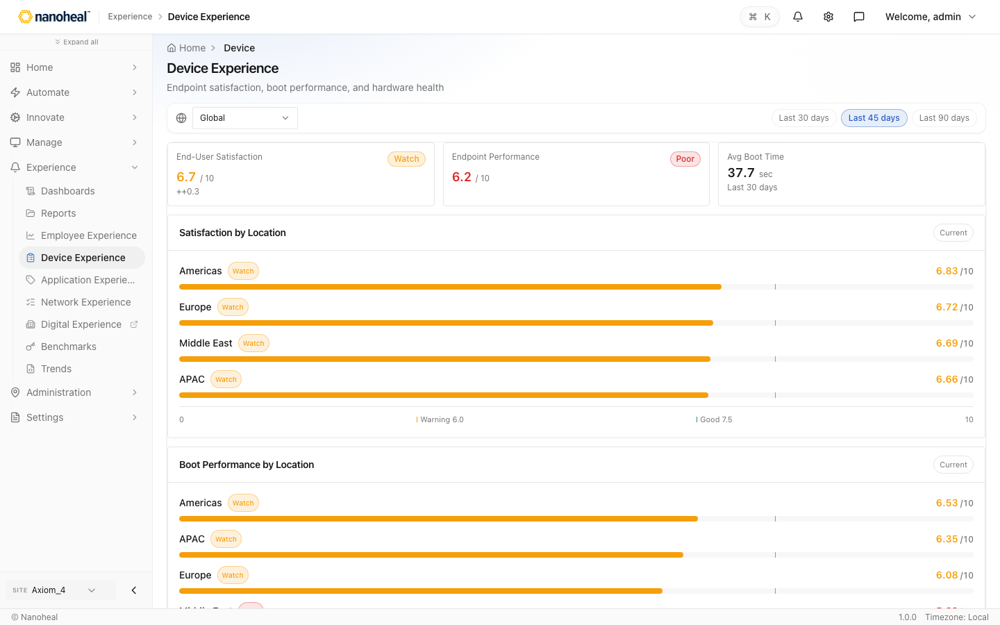 nanoheal™
Experience > Device Experience
⌘ K
Welcome, admin
Expand all
Home
Automate
Innovate
Manage
Experience
Dashboards
Reports
Employee Experience
Device Experience
Application Experie...
Network Experience
Digital Experience
Benchmarks
Trends
Administration
Settings
SITE Axiom_4
Home > Device
Device Experience
Endpoint satisfaction, boot performance, and hardware health
Global
Last 30 days
Last 45 days
Last 90 days
End-User Satisfaction
Watch
6.7 / 10
++0.3
Endpoint Performance
Poor
6.2 / 10
Avg Boot Time
37.7 sec
Last 30 days
Satisfaction by Location
Current
Americas Watch 6.83 /10
Europe Watch 6.72 /10
Middle East Watch 6.69 /10
APAC Watch 6.66 /10
0 Warning 6.0 Good 7.5 10
Boot Performance by Location
Current
Americas Watch 6.53 /10
APAC Watch 6.35 /10
Europe Watch 6.08 /10
© Nanoheal
1.0.0 Timezone: Local